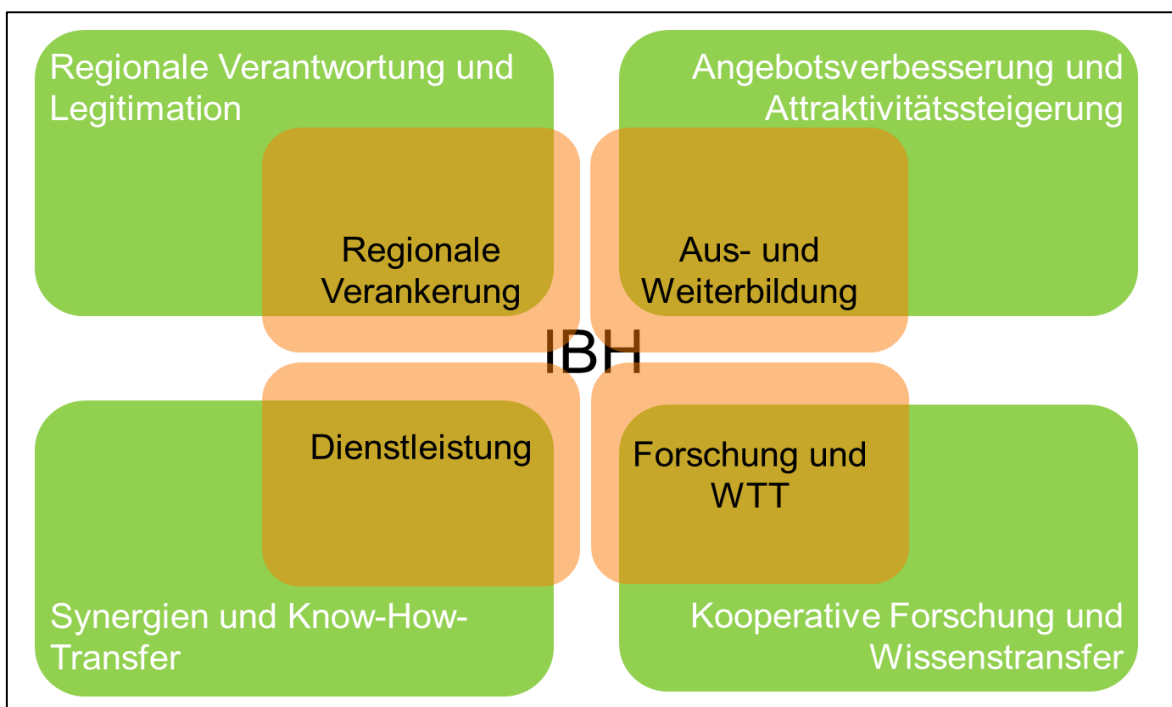 Regionale Verantwortung und
Legitimation
Angebotsverbesserung und
Attraktivitätssteigerung
Regionale
Verankerung
Aus- und
Weiterbildung
IBH
Dienstleistung
Forschung und
WTT
Synergien und Know-How-
Transfer
Kooperative Forschung und
Wissenstransfer